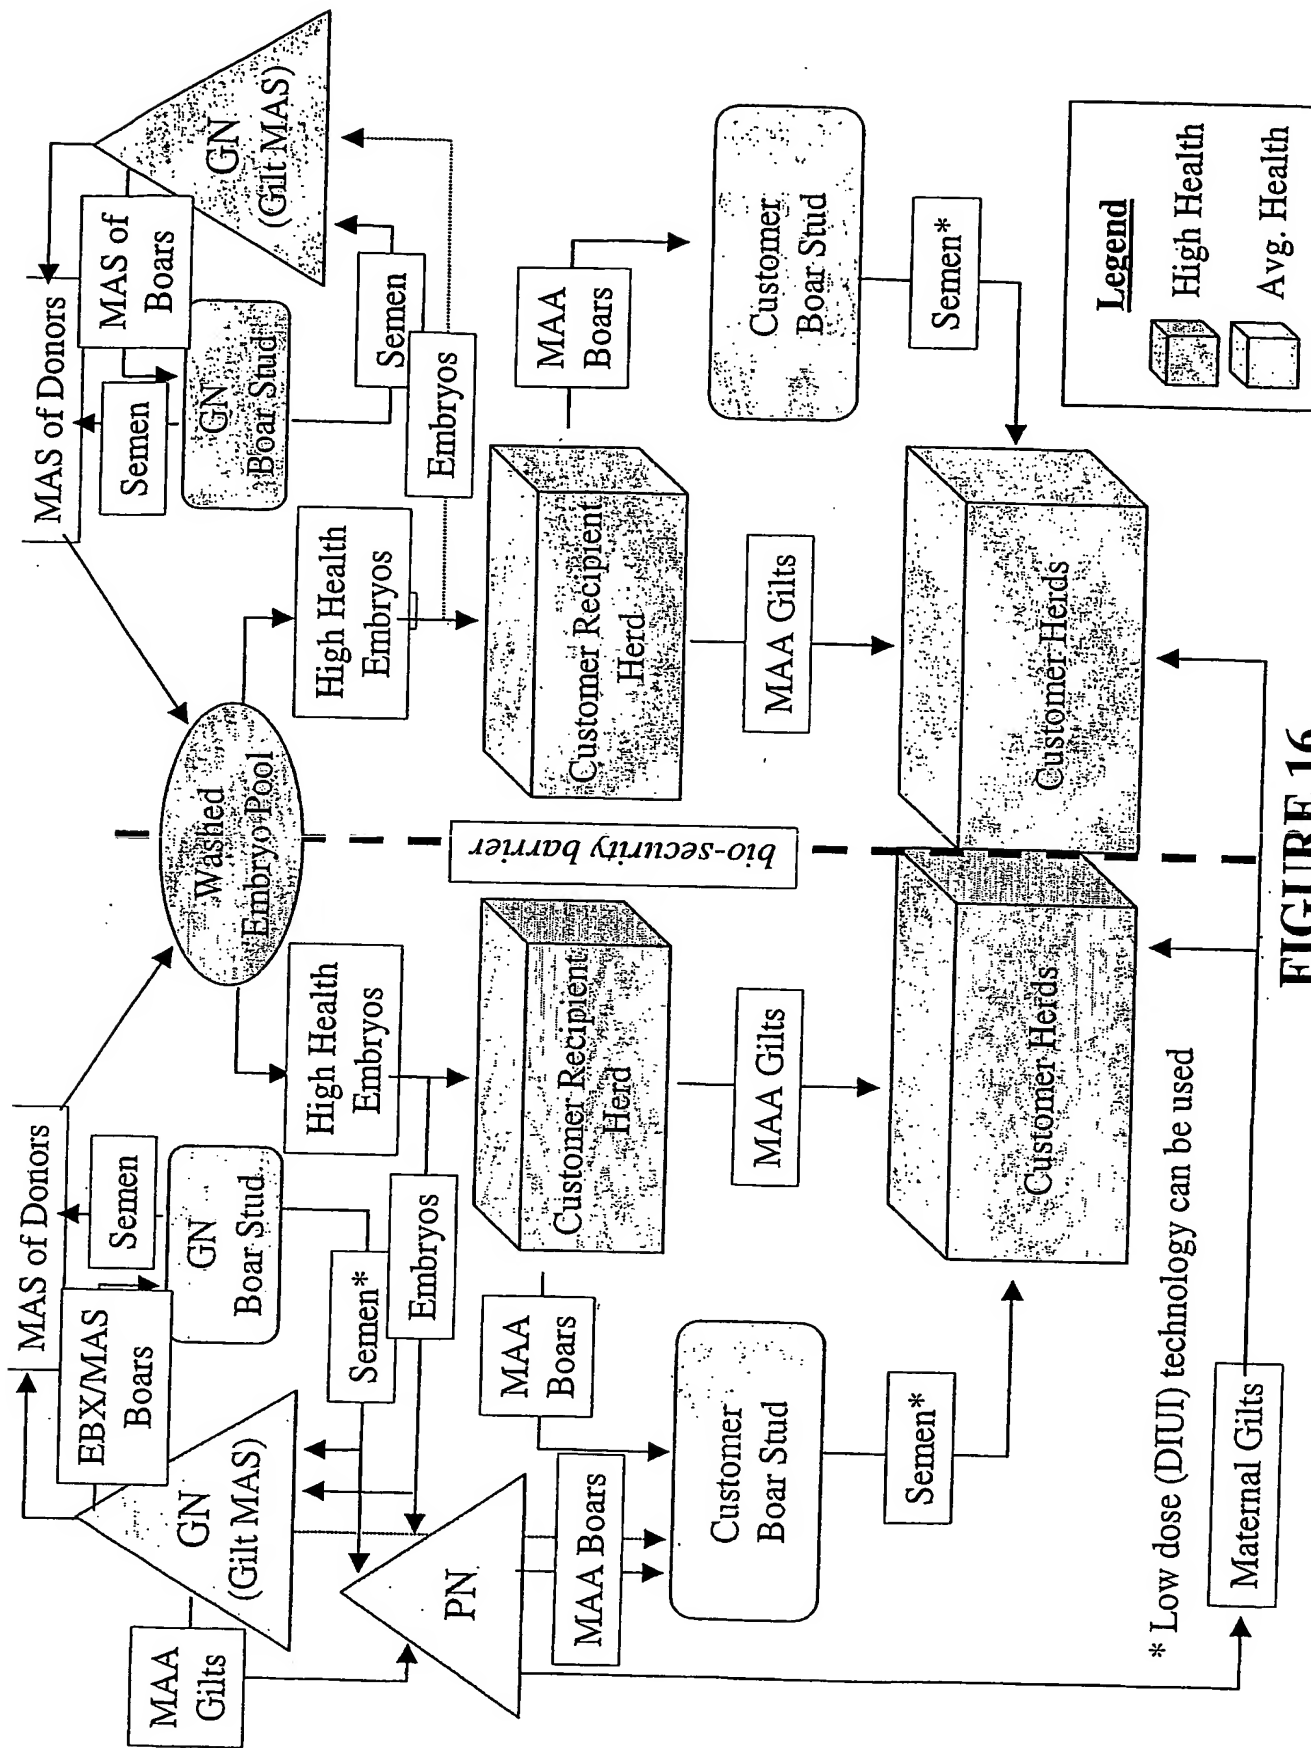 MAS of Donors
EBX/MAS
Boars
Semen
GN
Boar Stud
GN
(Gilt MAS)
MAA
Gilts
Semen*
Embryos
PN
MAA Boars
MAA
Boars
Customer
Boar Stud
Semen*
High Health
Embryos
Customer Recipient
Herd
MAA Gilts
Customer Herds
Washed
Embryo Pool
bio-security barrier
MAS of Donors
MAS of
Boars
Semen
GN
Boar Stud
GN
(Gilt MAS)
Semen
Embryos
High Health
Embryos
Customer Recipient
Herd
MAA
Boars
Customer
Boar Stud
Semen*
MAA Gilts
Customer Herds
Legend
High Health
Avg. Health
* Low dose (DIUI) technology can be used
Maternal Gilts
FIGURE 16